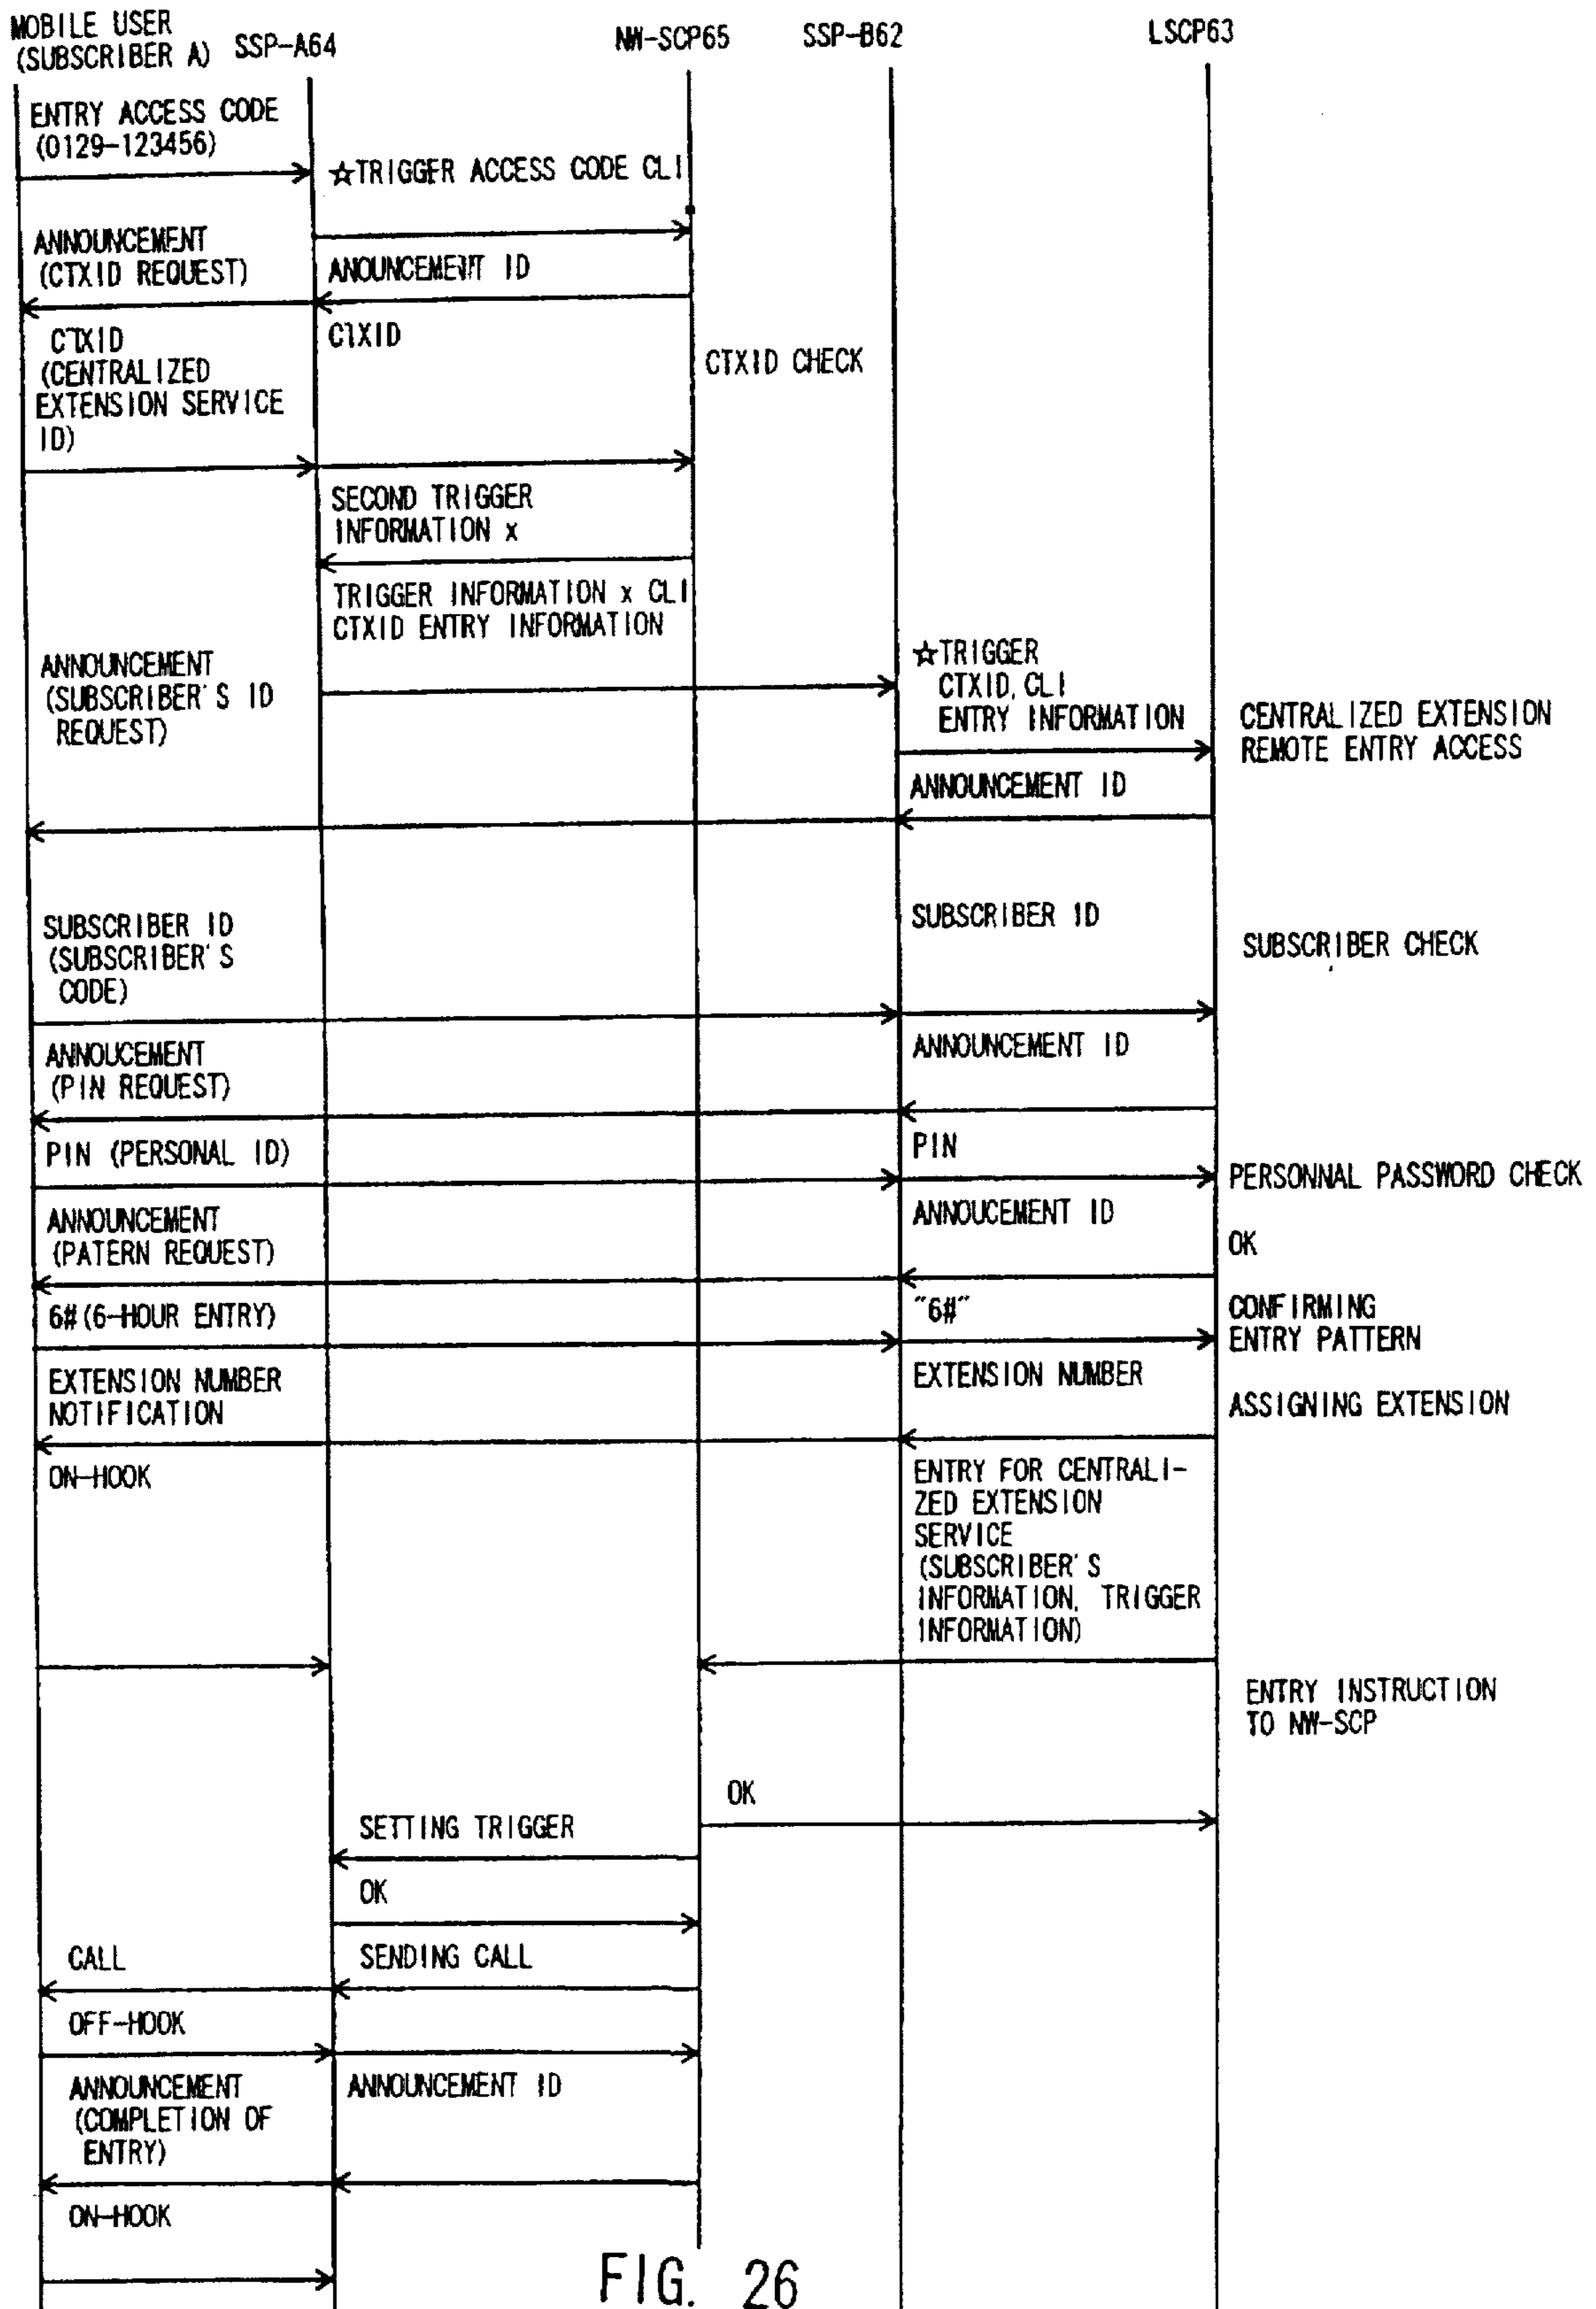 MOBILE USER
(SUBSCRIBER A)
SSP-A64
NW-SCP65
SSP-B62
LSCP63
ENTRY ACCESS CODE
(0129-123456)
☆TRIGGER ACCESS CODE CLI
ANNOUNCEMENT
(CTXID REQUEST)
ANOUNCEMENT ID
CTXID
(CENTRALIZED
EXTENSION SERVICE
ID)
CTXID
CTXID CHECK
SECOND TRIGGER
INFORMATION x
TRIGGER INFORMATION x CLI
CTXID ENTRY INFORMATION
ANNOUNCEMENT
(SUBSCRIBER'S ID
REQUEST)
☆TRIGGER
CTXID, CLI
ENTRY INFORMATION
CENTRALIZED EXTENSION
REMOTE ENTRY ACCESS
ANNOUNCEMENT ID
SUBSCRIBER ID
(SUBSCRIBER'S
CODE)
SUBSCRIBER ID
SUBSCRIBER CHECK
ANNOUCEMENT
(PIN REQUEST)
ANNOUNCEMENT ID
PIN (PERSONAL ID)
PIN
PERSONNAL PASSWORD CHECK
ANNOUNCEMENT
(PATERN REQUEST)
ANNOUCEMENT ID
OK
6# (6-HOUR ENTRY)
"6#"
CONFIRMING
ENTRY PATTERN
EXTENSION NUMBER
NOTIFICATION
EXTENSION NUMBER
ASSIGNING EXTENSION
ON-HOOK
ENTRY FOR CENTRALI-
ZED EXTENSION
SERVICE
(SUBSCRIBER'S
INFORMATION, TRIGGER
INFORMATION)
ENTRY INSTRUCTION
TO NW-SCP
OK
SETTING TRIGGER
OK
CALL
SENDING CALL
OFF-HOOK
ANNOUNCEMENT
(COMPLETION OF
ENTRY)
ANNOUNCEMENT ID
ON-HOOK
FIG. 26